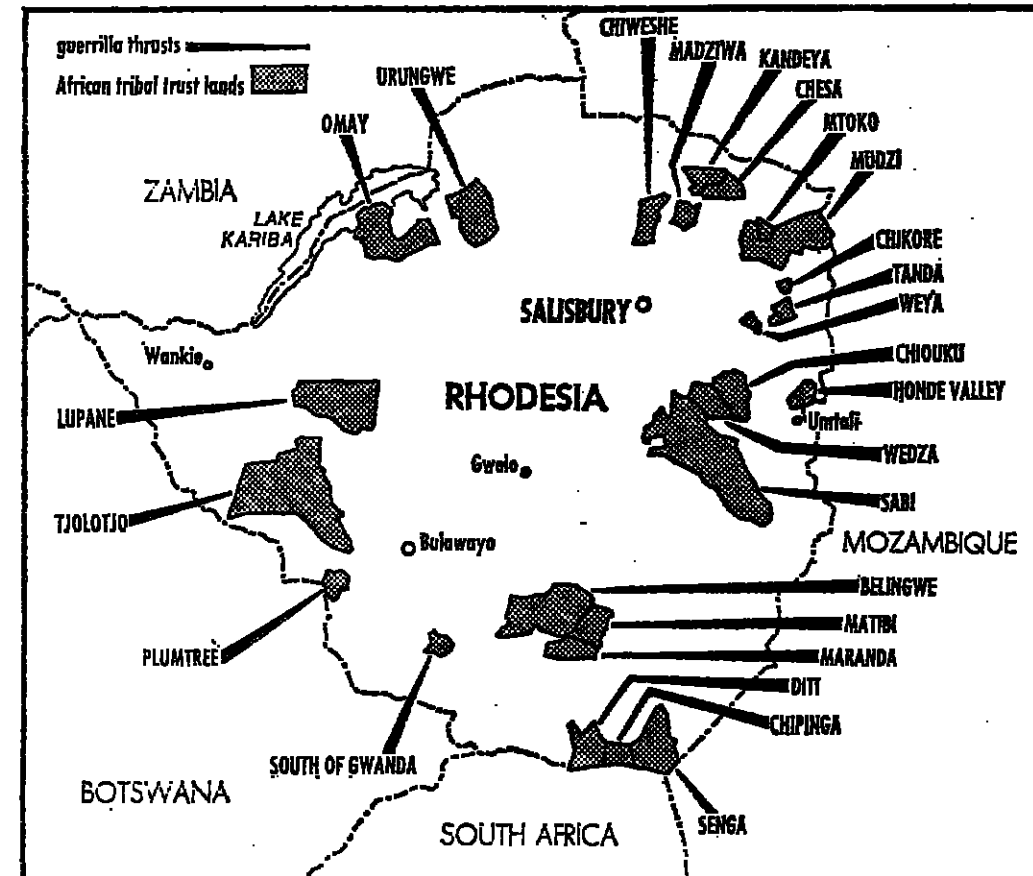 guerrilla thrusts
African tribal trust lands
CHIWESHE
MADZIWA
KANDEYA
CHESA
MTOKO
MUDZI
URUNGWE
OMAY
ZAMBIA
LAKE
KARIBA
CHIKORE
TANDA
WEYA
SALISBURY
Wankie
CHIOUKU
HONDE VALLEY
RHODESIA
LUPANE
Umtali
WEDZA
Gwelo
SABI
TJOLOTJO
MOZAMBIQUE
Bulawayo
BELINGWE
MATIBI
PLUMTREE
MARANDA
DITI
CHIPINGA
SOUTH OF GWANDA
BOTSWANA
SENGA
SOUTH AFRICA